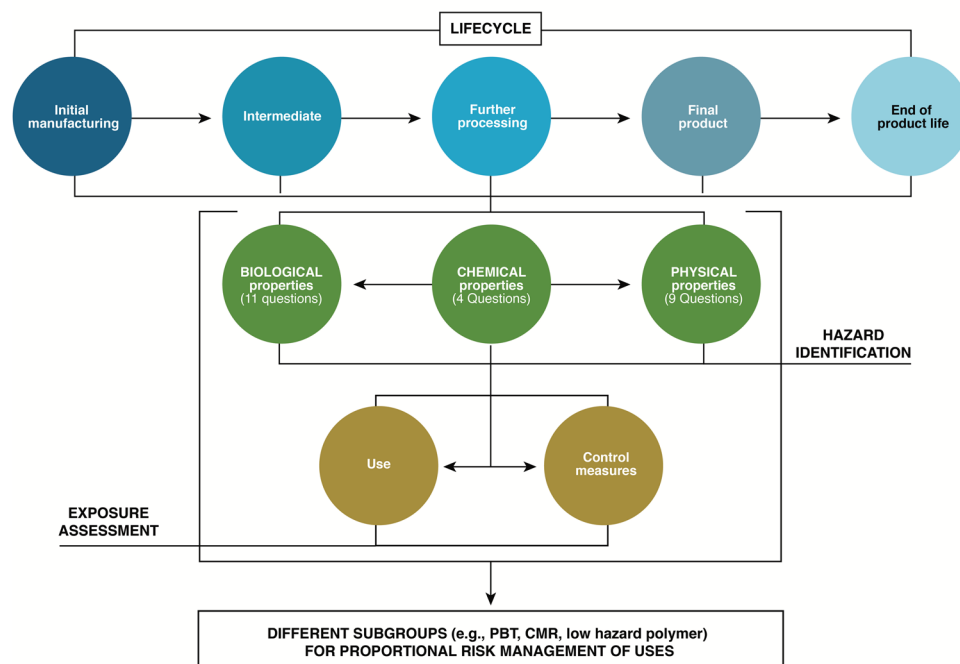 LIFECYCLE
Initial
manufacturing
Intermediate
Further
processing
Final
product
End of
product life
BIOLOGICAL
properties
(11 questions)
CHEMICAL
properties
(4 Questions)
PHYSICAL
properties
(9 Questions)
HAZARD
IDENTIFICATION
Use
Control
measures
EXPOSURE
ASSESSMENT
DIFFERENT SUBGROUPS (e.g., PBT, CMR, low hazard polymer)
FOR PROPORTIONAL RISK MANAGEMENT OF USES